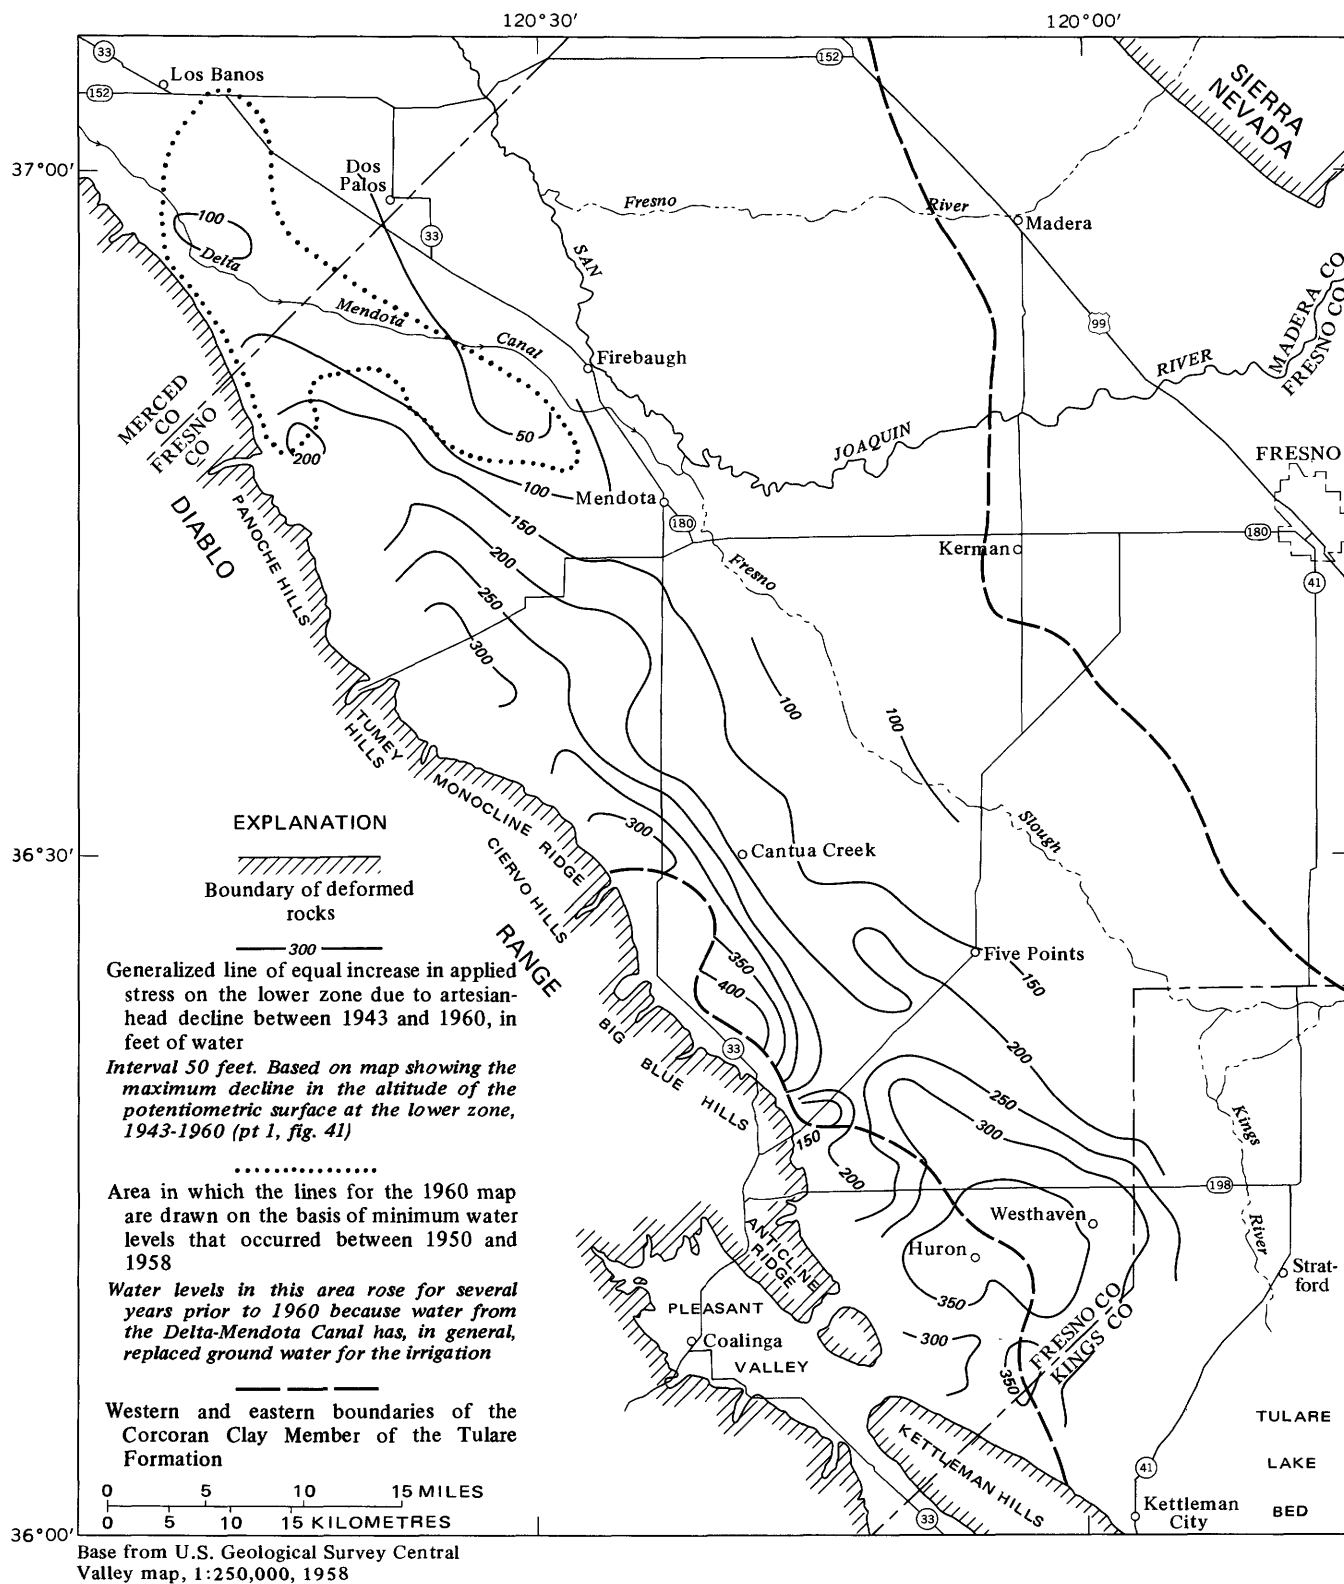 120°30′
120°00′
33
Los Banos
152
152
SIERRA
NEVADA
37°00′
Dos
Palos
Fresno
River
Madera
100
33
Delta
SAN
Mendota
Canal
99
MADERA CO
FRESNO CO
Firebaugh
RIVER
MERCED
CO
FRESNO
CO
50
200
JOAQUIN
FRESNO
100
Mendota
DIABLO
PANOCHE HILLS
150
180
180
200
Fresno
Kerman
41
250
300
100
100
TUMEY
HILLS
MONOCLINE RIDGE
EXPLANATION
300
Slough
36°30′
Cantua Creek
CIERVO HILLS
Boundary of deformed
rocks
RANGE
300
350
Five Points
Generalized line of equal increase in applied
stress on the lower zone due to artesian-
head decline between 1943 and 1960, in
feet of water
400
150
BIG BLUE HILLS
33
200
Interval 50 feet. Based on map showing the
maximum decline in the altitude of the
potentiometric surface at the lower zone,
1943-1960 (pt 1, fig. 41)
250
300
Kings
150
200
198
Area in which the lines for the 1960 map
are drawn on the basis of minimum water
levels that occurred between 1950 and
1958
Westhaven
River
ANTICLINE
RIDGE
Huron
Strat-
ford
Water levels in this area rose for several
years prior to 1960 because water from
the Delta-Mendota Canal has, in general,
replaced ground water for the irrigation
350
PLEASANT
FRESNO CO
KINGS CO
Coalinga
300
VALLEY
350
Western and eastern boundaries of the
Corcoran Clay Member of the Tulare
Formation
TULARE
KETTLEMAN HILLS
LAKE
41
0 5 10 15 MILES
Kettleman
City
BED
0 5 10 15 KILOMETRES
33
36°00′
Base from U.S. Geological Survey Central
Valley map, 1:250,000, 1958